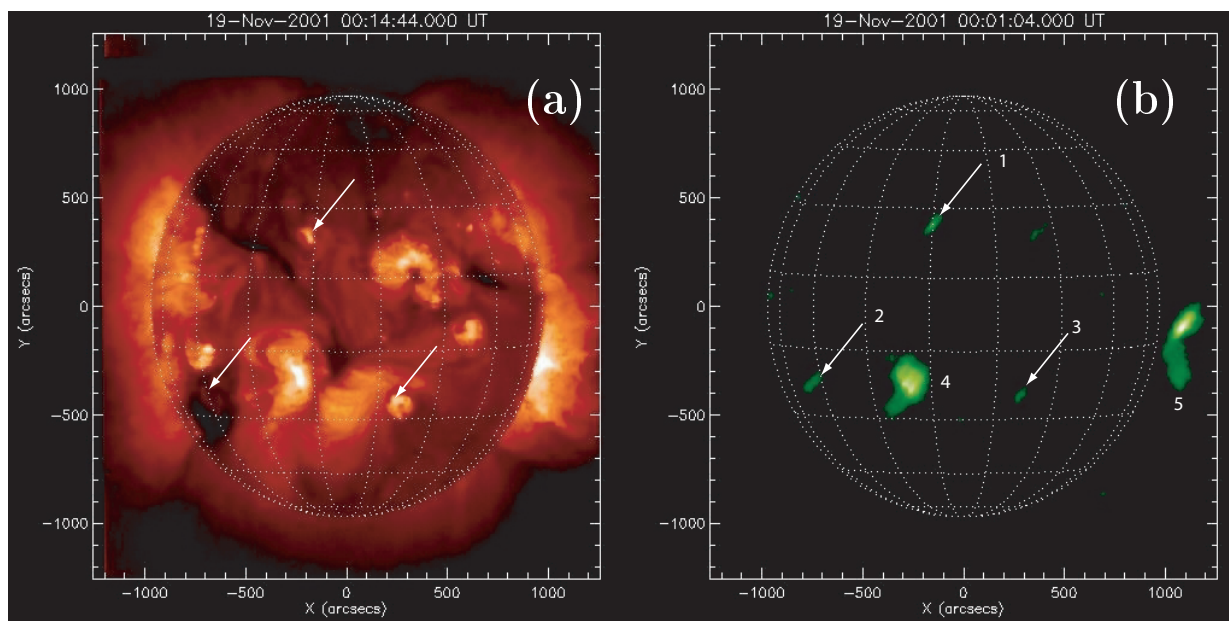 19-Nov-2001 00:14:44.000 UT
(a)
1000
500
0
−500
−1000
Y (arcsecs)
−1000 −500 0 500 1000
X (arcsecs)
19-Nov-2001 00:01:04.000 UT
(b)
1000
500
0
−500
−1000
Y (arcsecs)
1
2
3
4
5
−1000 −500 0 500 1000
X (arcsecs)